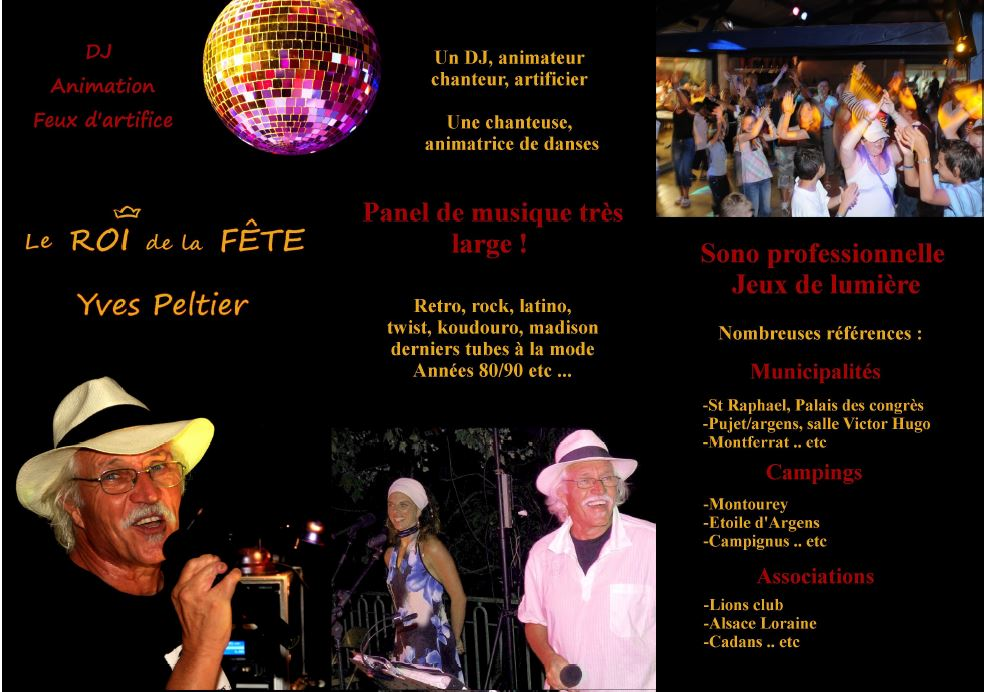 DJ
Animation
Feux d'artifice
Le ROI de la FÊTE
Yves Peltier
Un DJ, animateur
chanteur, artificier
Une chanteuse,
animatrice de danses
Panel de musique très
large !
Retro, rock, latino,
twist, koudouro, madison
derniers tubes à la mode
Années 80/90 etc ...
Sono professionnelle
Jeux de lumière
Nombreuses références :
Municipalités
-St Raphael, Palais des congrès
-Pujet/argens, salle Victor Hugo
-Montferrat .. etc
Campings
-Montourey
-Etoile d'Argens
-Campignus .. etc
Associations
-Lions club
-Alsace Loraine
-Cadans .. etc